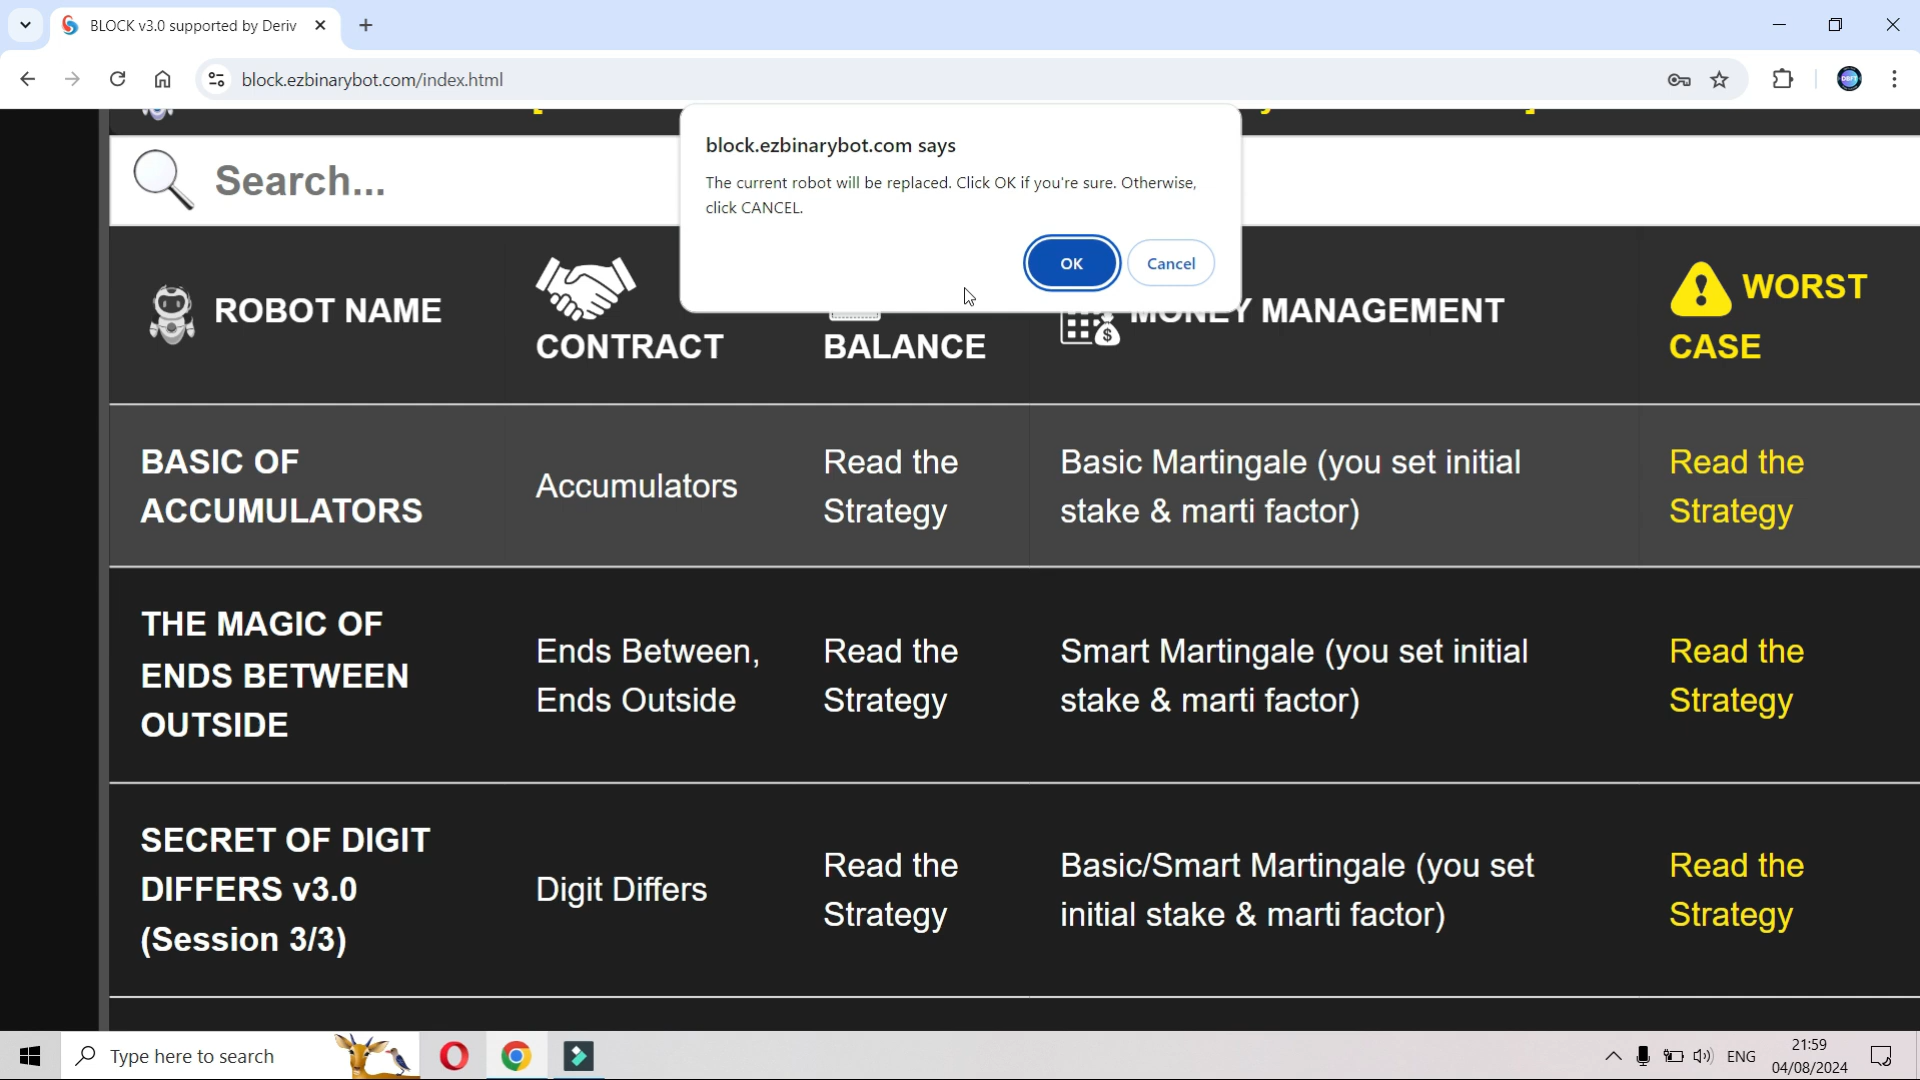 BLOCK v3.0 supported by Deriv
block.ezbinarybot.com/index.html
block.ezbinarybot.com says
The current robot will be replaced. Click OK if you're sure. Otherwise,
click CANCEL.
OK
Cancel
Search...
ROBOT NAME
CONTRACT
BALANCE
MONEY MANAGEMENT
WORST
CASE
BASIC OF
ACCUMULATORS
Accumulators
Read the
Strategy
Basic Martingale (you set initial
stake & marti factor)
Read the
Strategy
THE MAGIC OF
ENDS BETWEEN
OUTSIDE
Ends Between,
Ends Outside
Read the
Strategy
Smart Martingale (you set initial
stake & marti factor)
Read the
Strategy
SECRET OF DIGIT
DIFFERS v3.0
(Session 3/3)
Digit Differs
Read the
Strategy
Basic/Smart Martingale (you set
initial stake & marti factor)
Read the
Strategy
Type here to search
ENG
21:59
04/08/2024